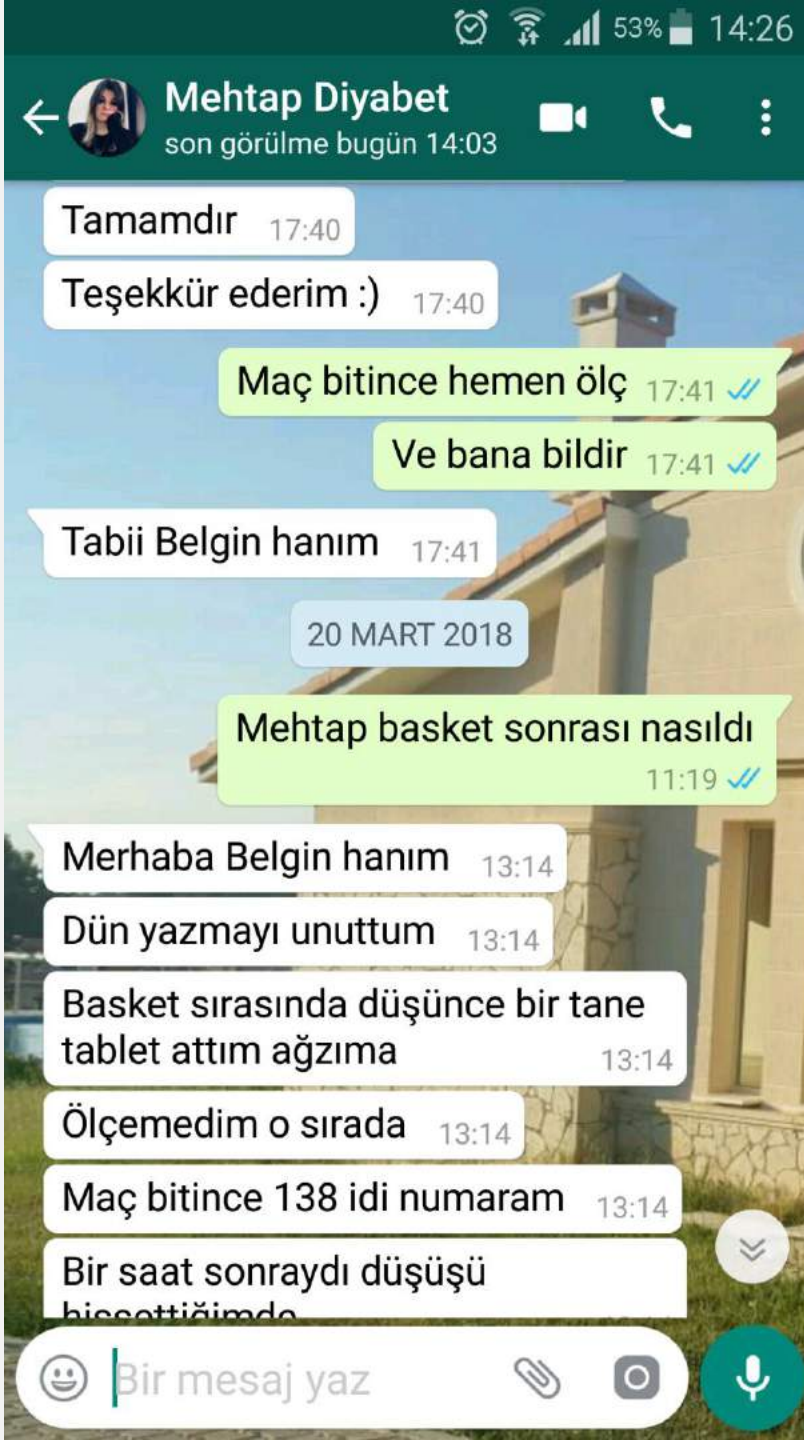 53% 14:26
Mehtap Diyabet
son görülme bugün 14:03
Tamamdır 17:40
Teşekkür ederim :) 17:40
Maç bitince hemen ölç 17:41
Ve bana bildir 17:41
Tabii Belgin hanım 17:41
20 MART 2018
Mehtap basket sonrası nasıldı
11:19
Merhaba Belgin hanım 13:14
Dün yazmayı unuttum 13:14
Basket sırasında düşünce bir tane
tablet attım ağzıma 13:14
Ölçemedim o sırada 13:14
Maç bitince 138 idi numaram 13:14
Bir saat sonraydı düşüşü
hissettiğimde
Bir mesaj yaz